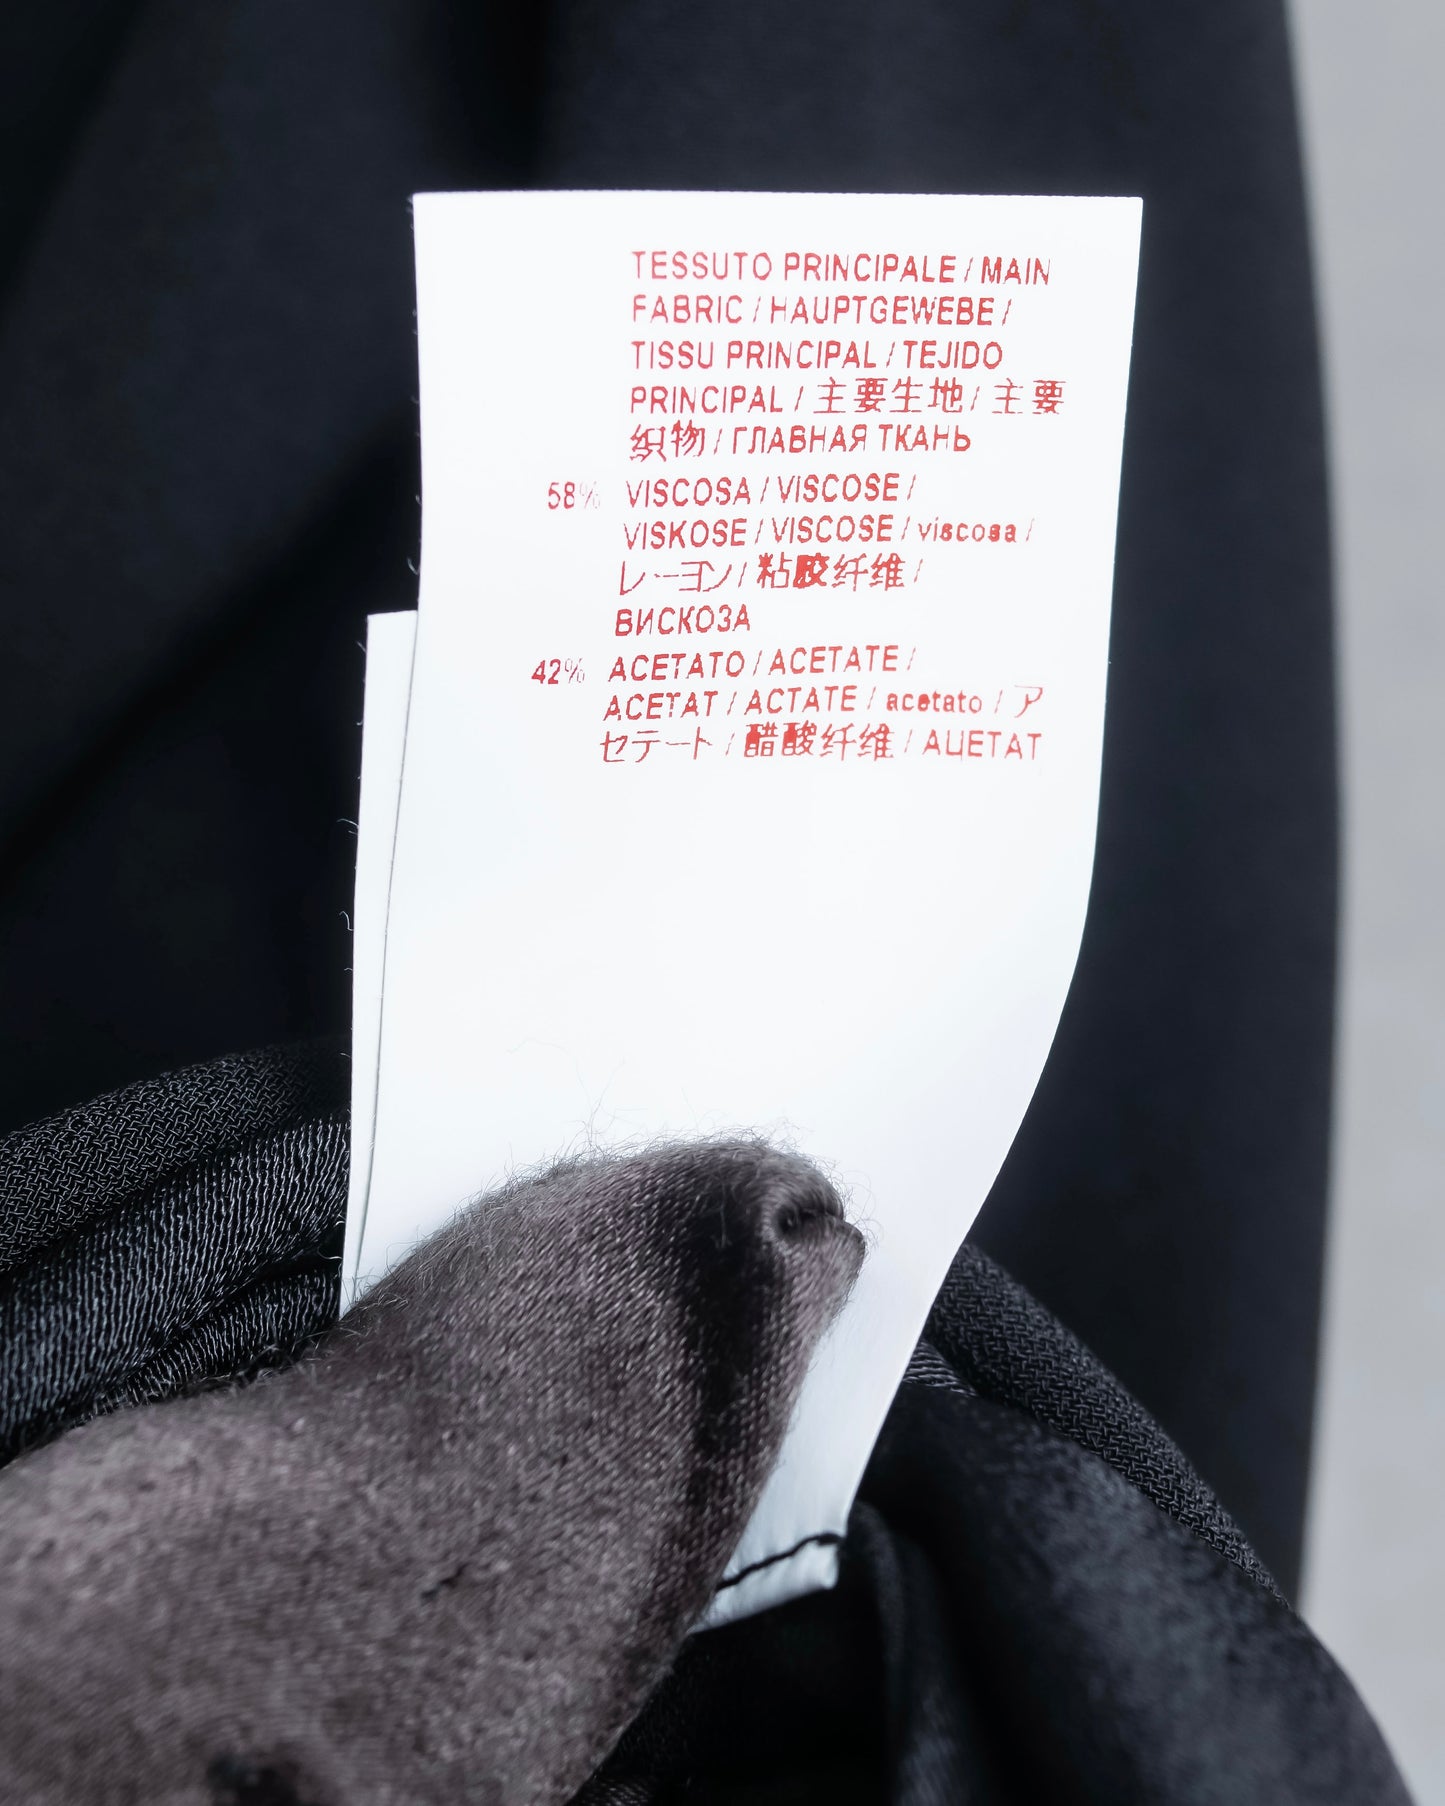 TESSUTO PRINCIPALE / MAIN
FABRIC / HAUPTGEWEBE /
TISSU PRINCIPAL / TEJIDO
PRINCIPAL / 主要生地 / 主要
织物 / ГЛАВНАЯ ТКАНЬ
58% VISCOSA / VISCOSE /
VISKOSE / VISCOSE / viscosa /
レーヨン / 粘胶纤维 /
ВИСКОЗА
42% ACETATO / ACETATE /
ACETAT / ACTATE / acetato / ア
セテート / 醋酸纤维 / АЦЕТАТ